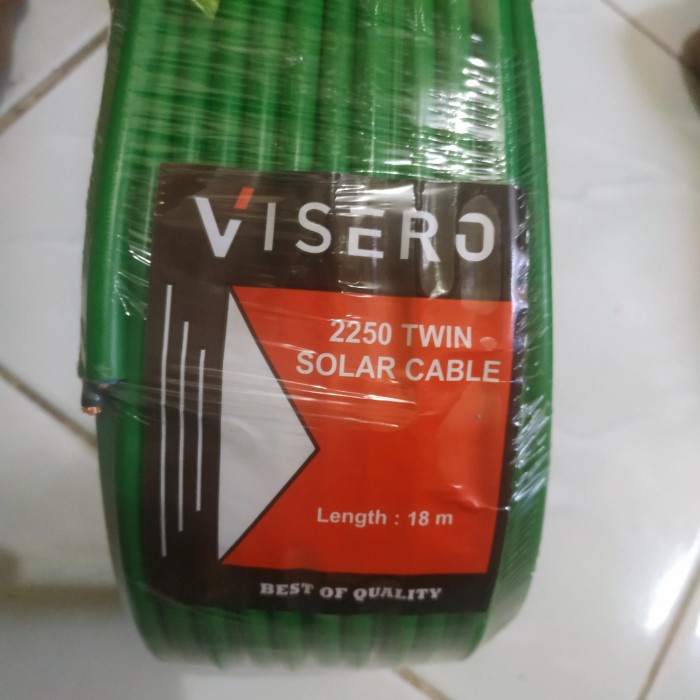 VISERO
2250 TWIN
SOLAR CABLE
Length : 18 m
BEST OF QUALITY